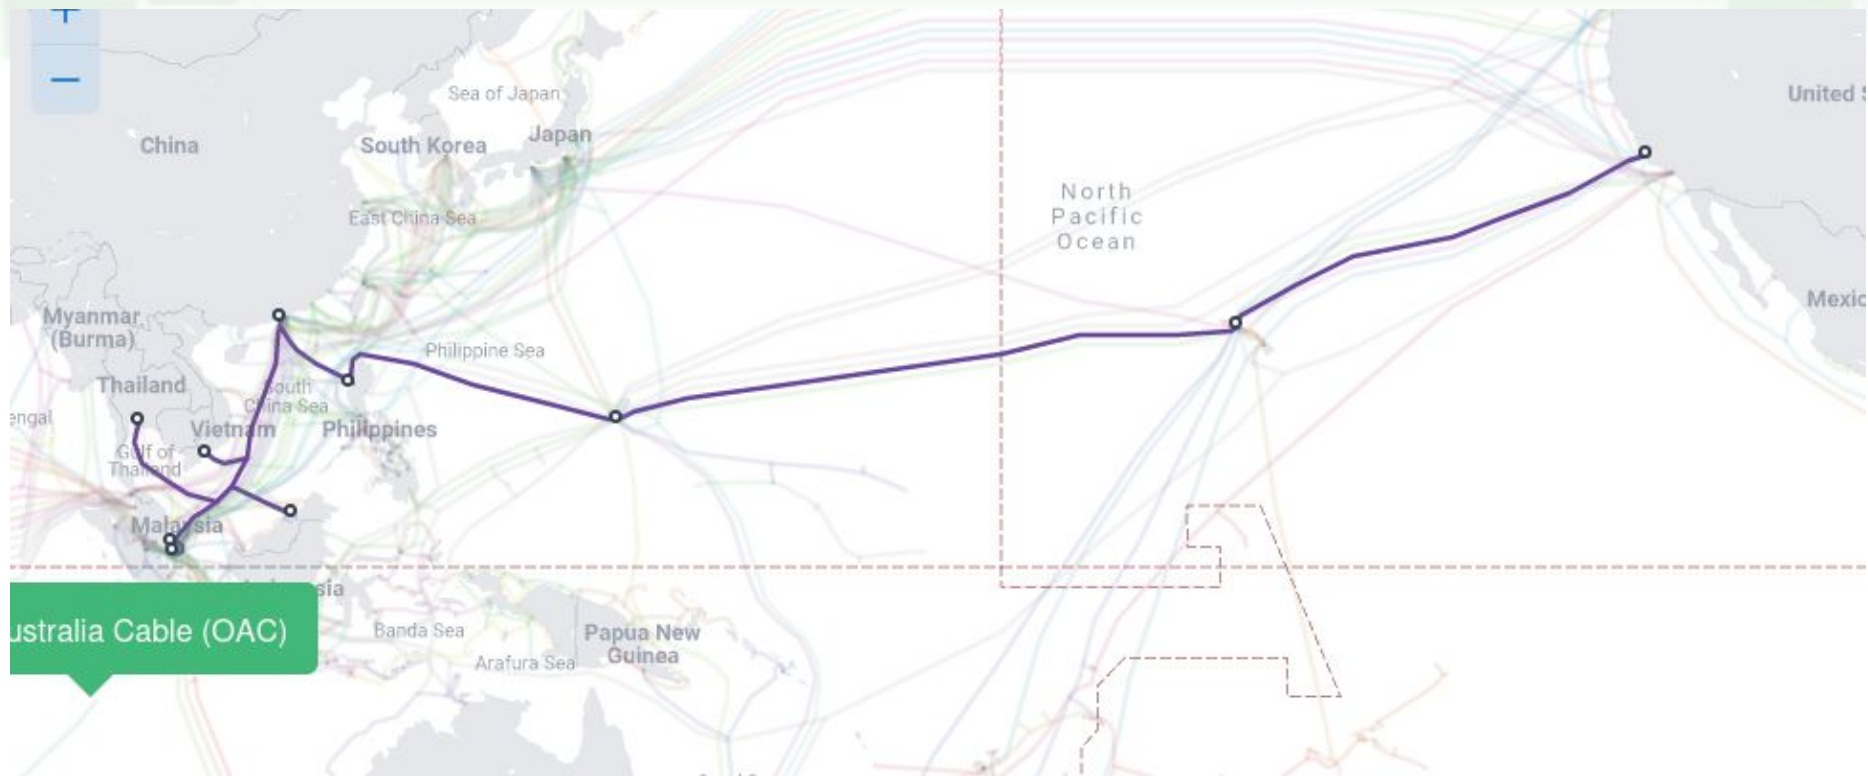 +
−
Sea of Japan
United S
China
South Korea
Japan
North
Pacific
Ocean
East China Sea
Mexic
Myanmar
(Burma)
Philippine Sea
Thailand
South
China Sea
engal
Vietnam
Philippines
Gulf of
Thailand
Malaysia
sia
ustralia Cable (OAC)
Banda Sea
Papua New
Guinea
Arafura Sea